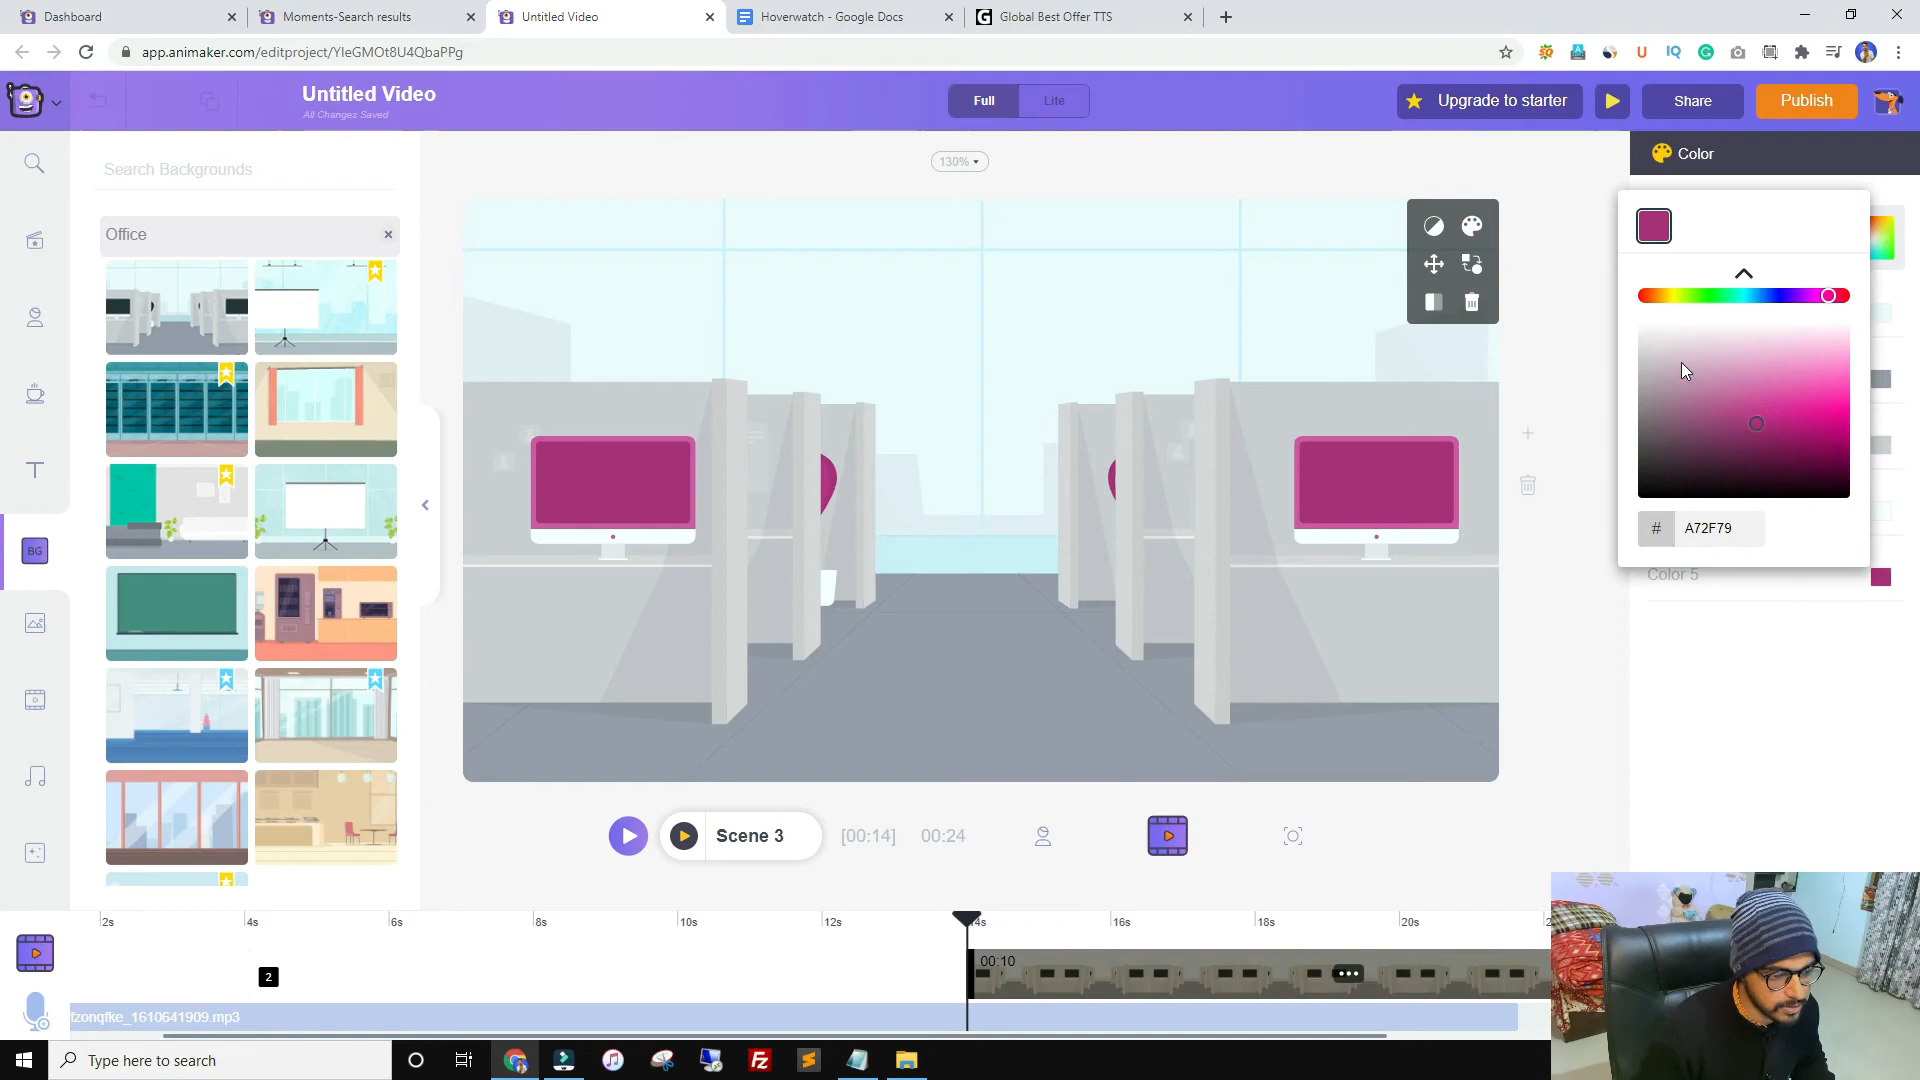 Dashboard
Moments-Search results
Untitled Video
Hoverwatch - Google Docs
Global Best Offer TTS
app.animaker.com/editproject/YIeGMOt8U4QbaPPg
Untitled Video
All Changes Saved
Full
Lite
Upgrade to starter
Share
Publish
Search Backgrounds
130%
Color
Office
BG
# A72F79
Color 5
Scene 3
[00:14]
00:24
2s
4s
6s
8s
10s
12s
14s
16s
18s
20s
00:10
2
fzonqfke_1610641909.mp3
Type here to search